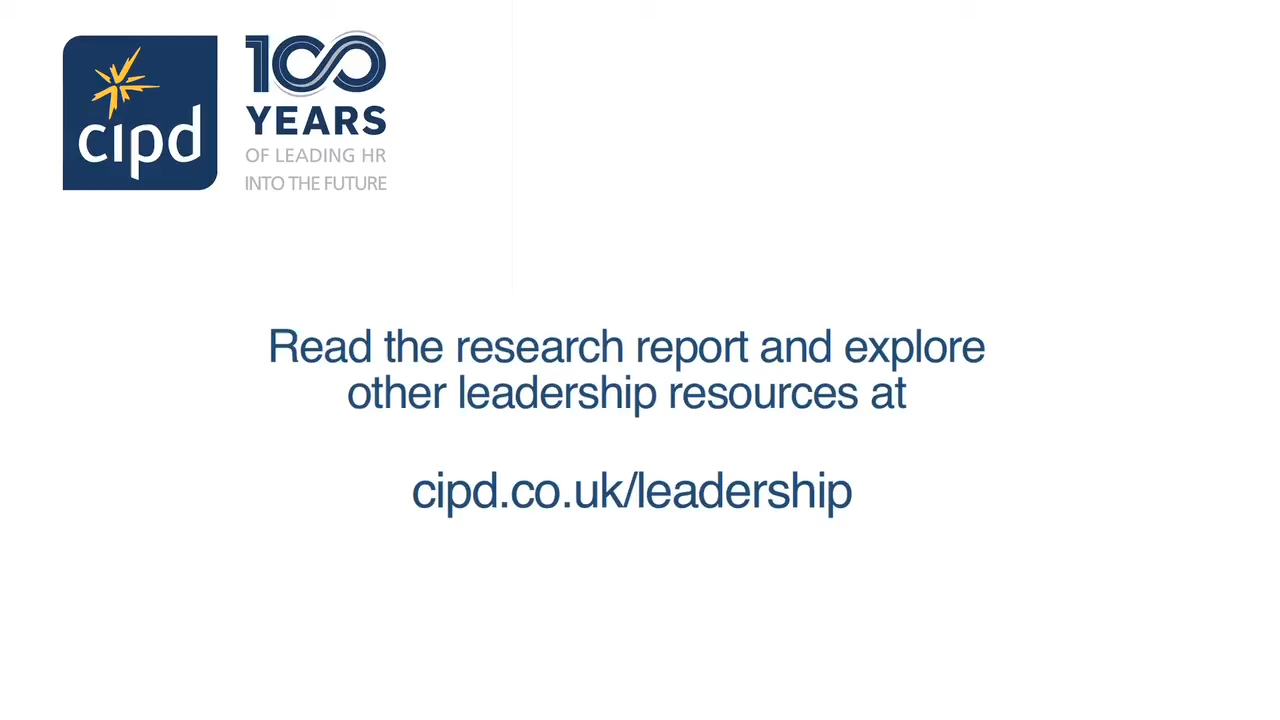 cipd
100
YEARS
OF LEADING HR
INTO THE FUTURE
Read the research report and explore
other leadership resources at
cipd.co.uk/leadership